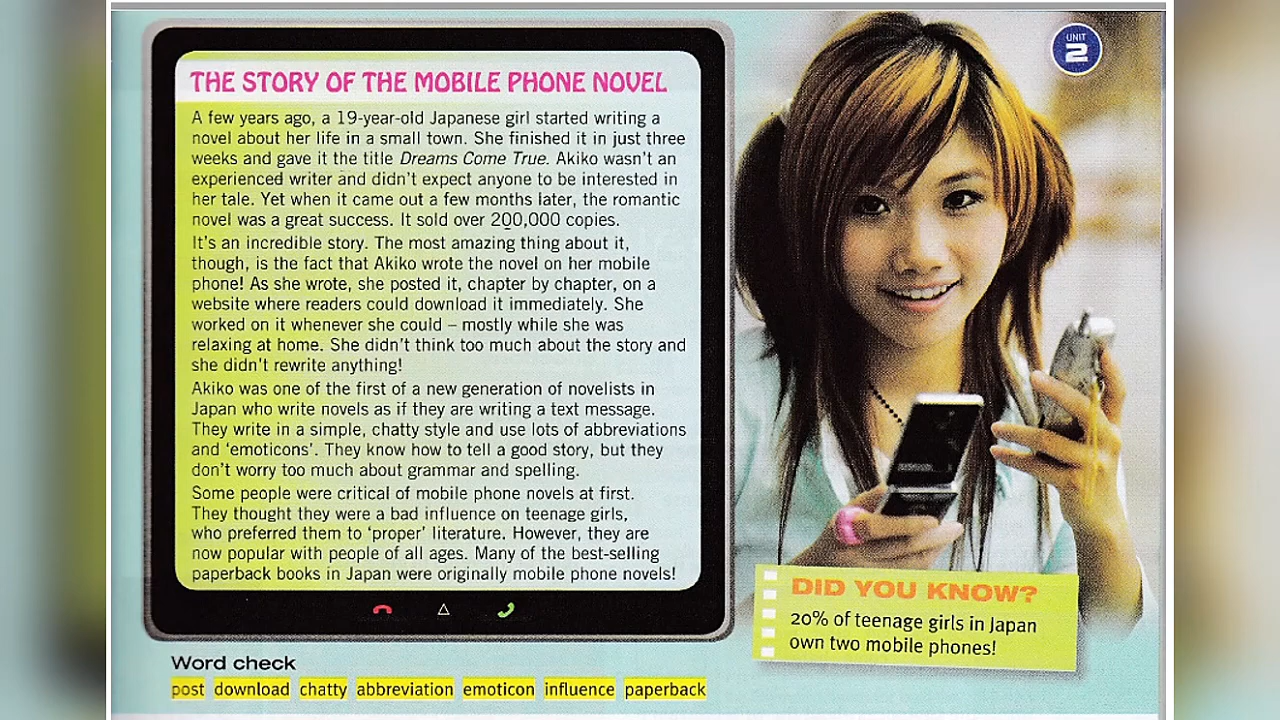 UNIT
2
THE STORY OF THE MOBILE PHONE NOVEL
A few years ago, a 19-year-old Japanese girl started writing a
novel about her life in a small town. She finished it in just three
weeks and gave it the title Dreams Come True. Akiko wasn't an
experienced writer and didn't expect anyone to be interested in
her tale. Yet when it came out a few months later, the romantic
novel was a great success. It sold over 200,000 copies.
It's an incredible story. The most amazing thing about it,
though, is the fact that Akiko wrote the novel on her mobile
phone! As she wrote, she posted it, chapter by chapter, on a
website where readers could download it immediately. She
worked on it whenever she could – mostly while she was
relaxing at home. She didn't think too much about the story and
she didn't rewrite anything!
Akiko was one of the first of a new generation of novelists in
Japan who write novels as if they are writing a text message.
They write in a simple, chatty style and use lots of abbreviations
and 'emoticons'. They know how to tell a good story, but they
don't worry too much about grammar and spelling.
Some people were critical of mobile phone novels at first.
They thought they were a bad influence on teenage girls,
who preferred them to 'proper' literature. However, they are
now popular with people of all ages. Many of the best-selling
paperback books in Japan were originally mobile phone novels!
DID YOU KNOW?
20% of teenage girls in Japan
own two mobile phones!
Word check
post download chatty abbreviation emoticon influence paperback